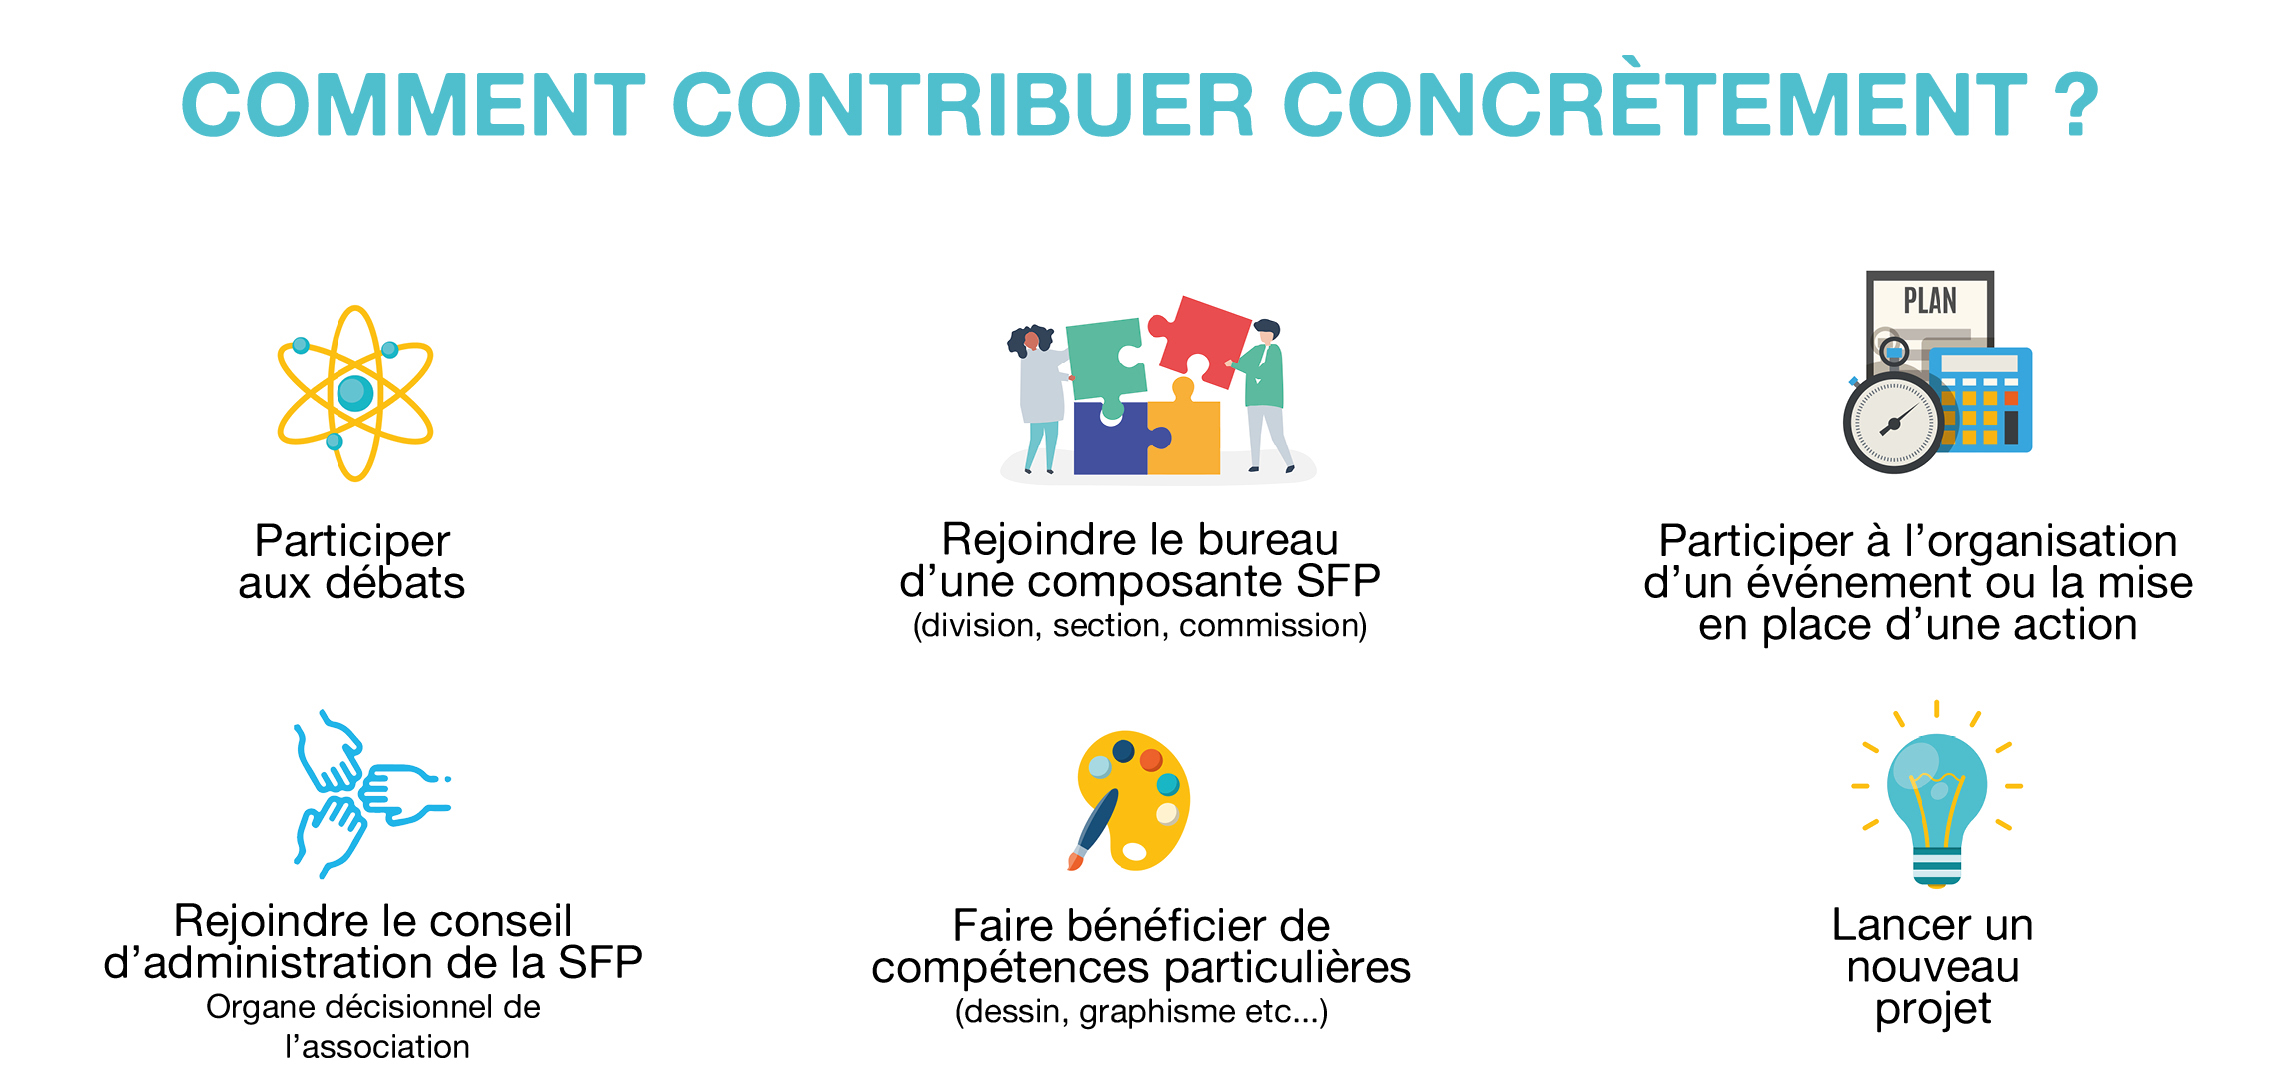 COMMENT CONTRIBUER CONCRÈTEMENT ?
PLAN
Participer
aux débats
Rejoindre le bureau
d’une composante SFP
(division, section, commission)
Participer à l’organisation
d’un événement ou la mise
en place d’une action
Rejoindre le conseil
d’administration de la SFP
Organe décisionnel de
l’association
Faire bénéficier de
compétences particulières
(dessin, graphisme etc...)
Lancer un
nouveau
projet